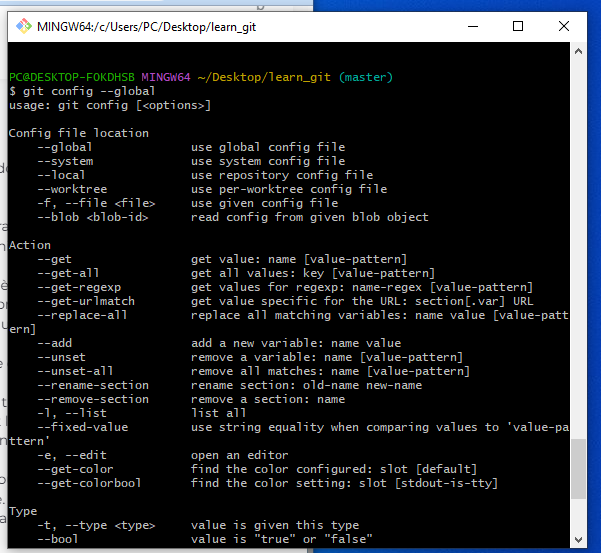 MINGW64:/c/Users/PC/Desktop/learn_git
PC@DESKTOP-FOKDHSB MINGW64 ~/Desktop/learn_git (master)
$ git config --global
usage: git config [<options>]
Config file location
    --global              use global config file
    --system              use system config file
    --local               use repository config file
    --worktree            use per-worktree config file
    -f, --file <file>     use given config file
    --blob <blob-id>      read config from given blob object
Action
    --get                 get value: name [value-pattern]
    --get-all             get all values: key [value-pattern]
    --get-regexp          get values for regexp: name-regex [value-pattern]
    --get-urlmatch        get value specific for the URL: section[.var] URL
    --replace-all         replace all matching variables: name value [value-patt
ern]
    --add                 add a new variable: name value
    --unset               remove a variable: name [value-pattern]
    --unset-all           remove all matches: name [value-pattern]
    --rename-section      rename section: old-name new-name
    --remove-section      remove a section: name
    -l, --list            list all
    --fixed-value         use string equality when comparing values to 'value-pa
ttern'
    -e, --edit            open an editor
    --get-color           find the color configured: slot [default]
    --get-colorbool       find the color setting: slot [stdout-is-tty]
Type
    -t, --type <type>     value is given this type
    --bool                value is "true" or "false"